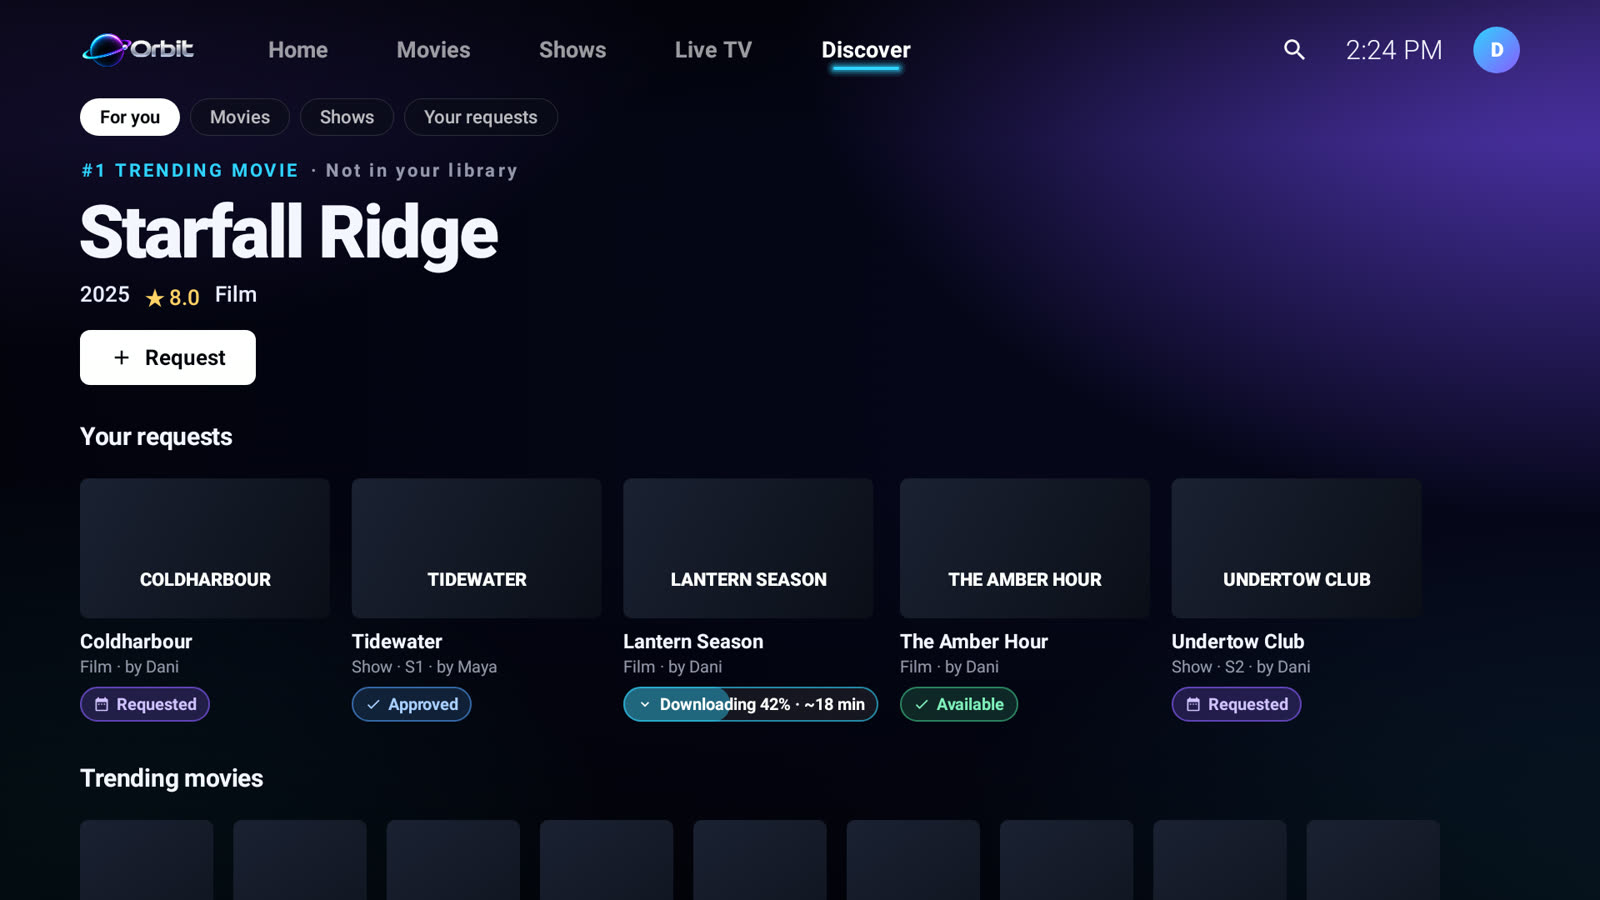 Orbit Home Movies Shows Live TV Discover 2:24 PM D
For you Movies Shows Your requests
#1 TRENDING MOVIE · Not in your library
Starfall Ridge
2025 ★ 8.0 Film
+ Request
Your requests
COLDHARBOUR TIDEWATER LANTERN SEASON THE AMBER HOUR UNDERTOW CLUB
Coldharbour Tidewater Lantern Season The Amber Hour Undertow Club
Film · by Dani Show · S1 · by Maya Film · by Dani Film · by Dani Show · S2 · by Dani
Requested Approved Downloading 42% · ~18 min Available Requested
Trending movies